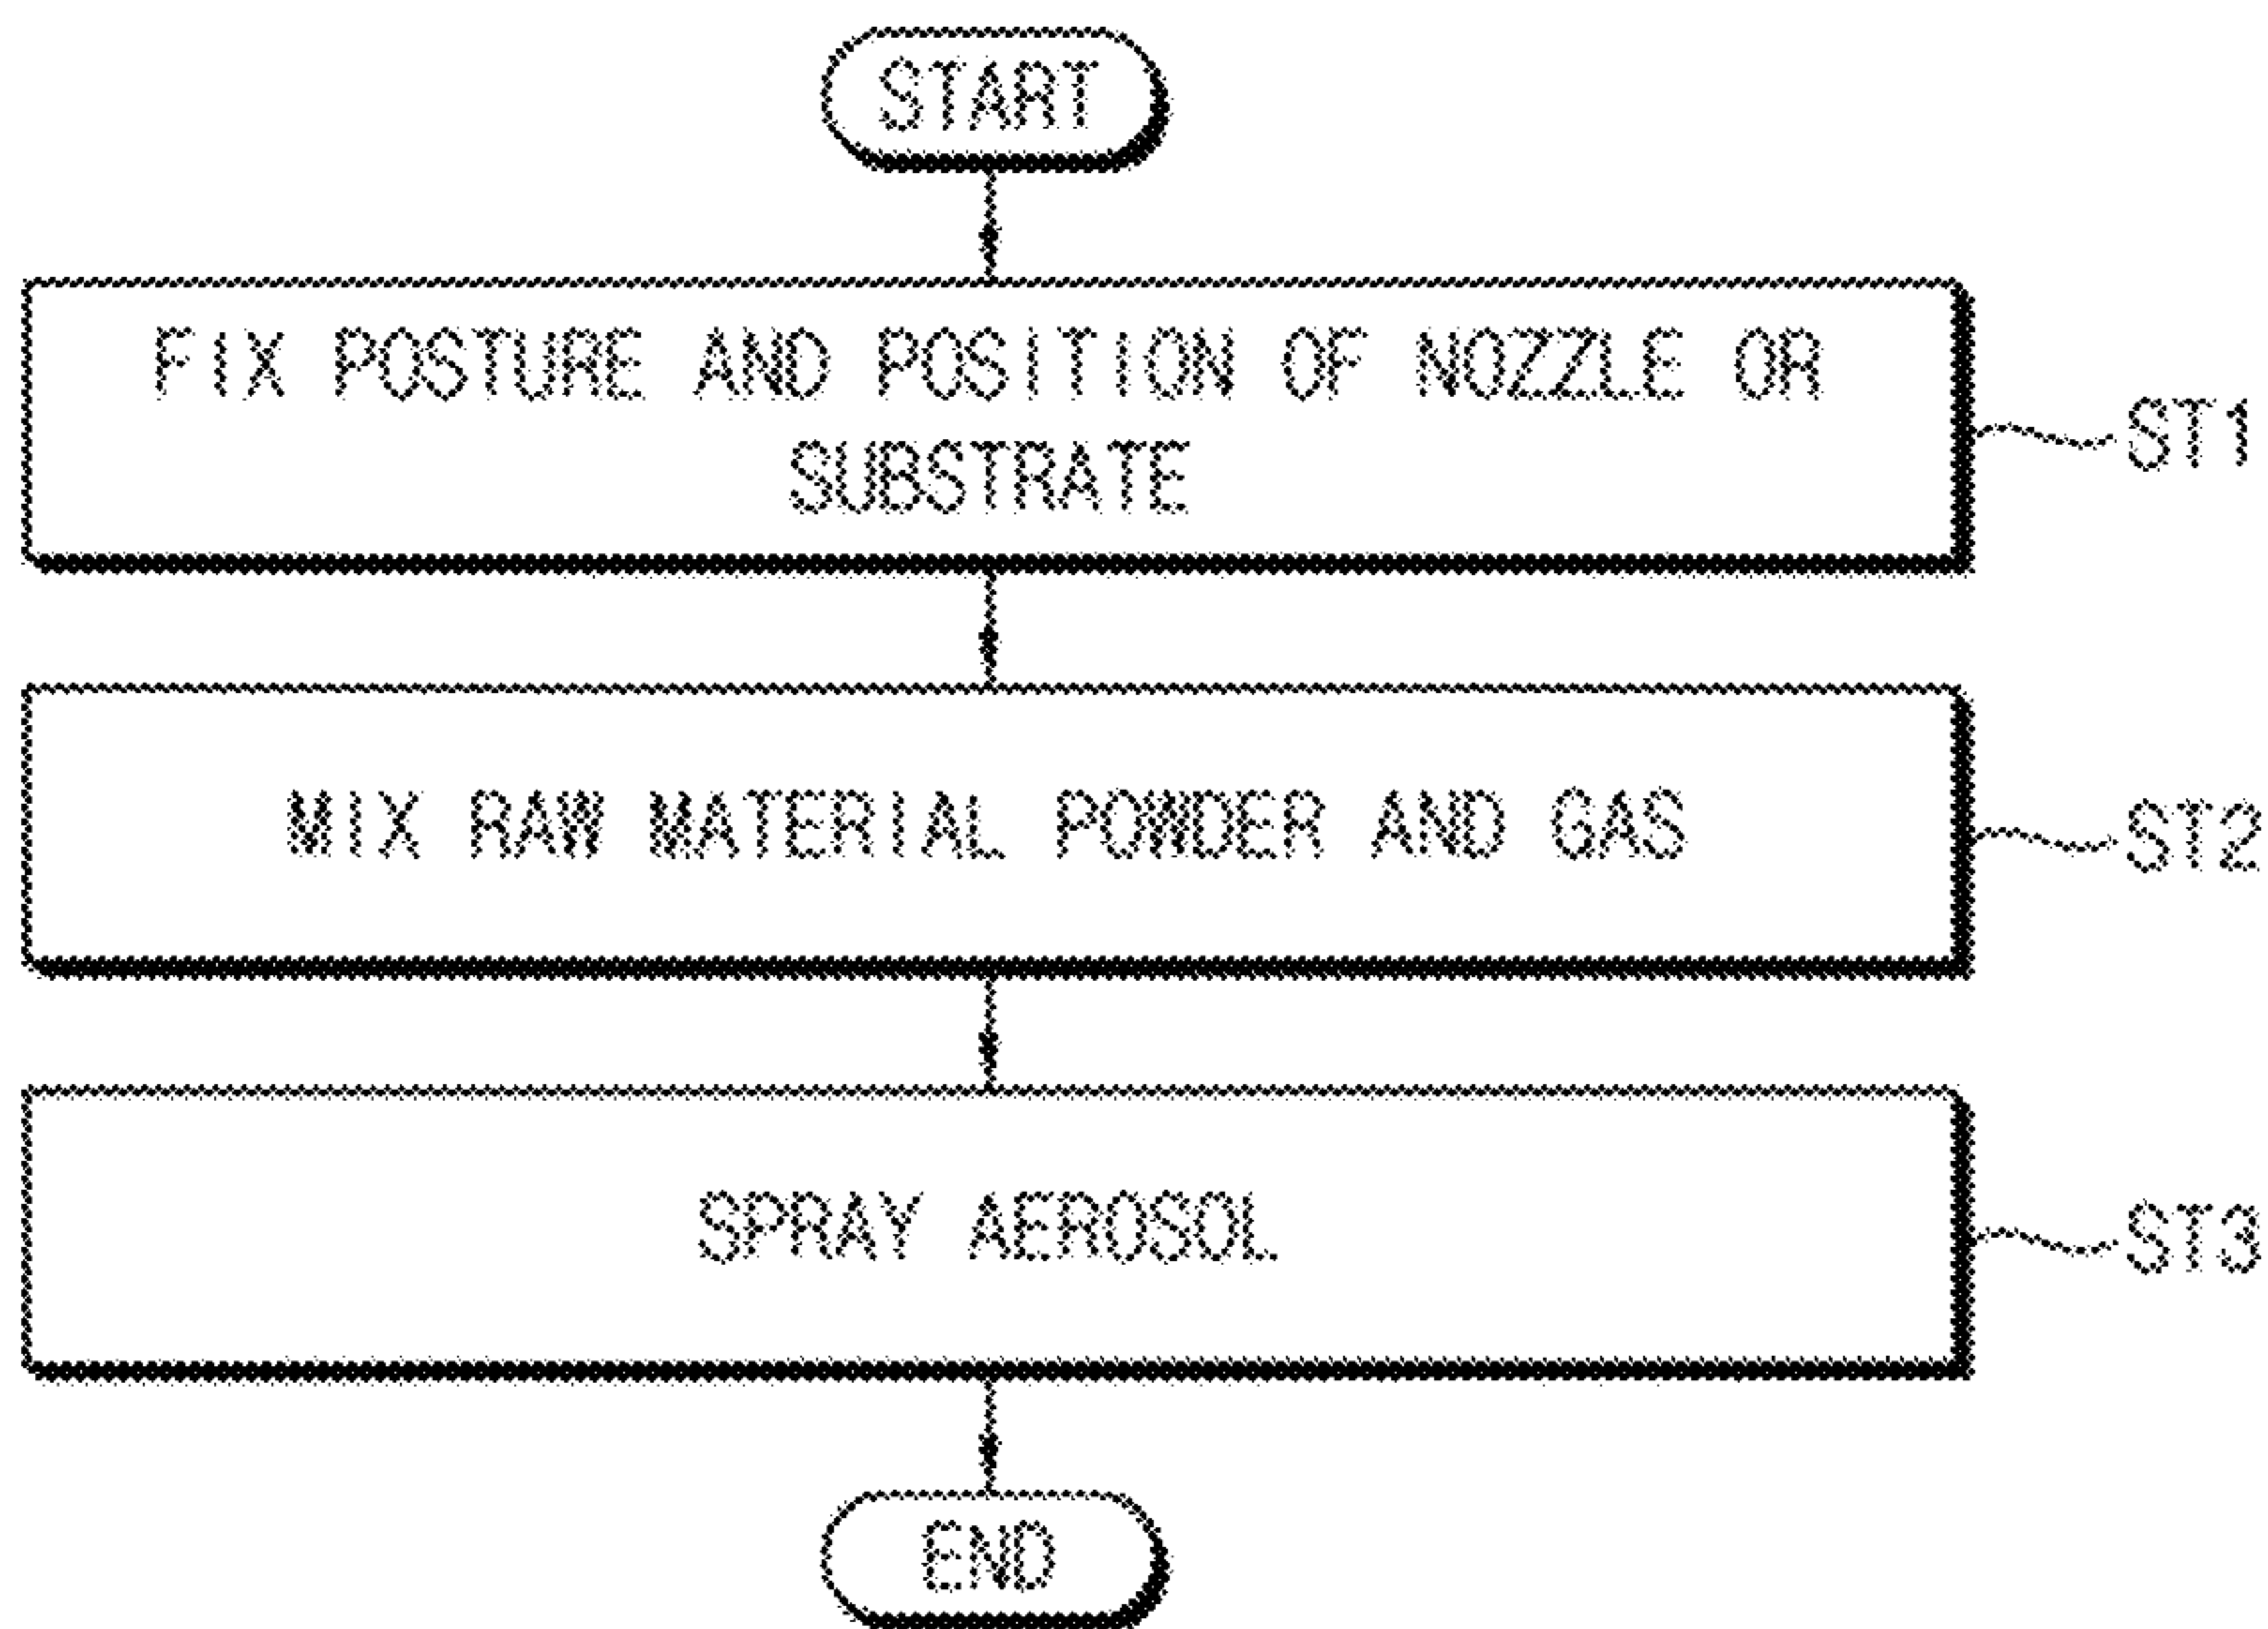 START
FIX POSTURE AND POSITION OF NOZZLE OR
SUBSTRATE
ST1
MIX RAW MATERIAL POWDER AND GAS
ST2
SPRAY AEROSOL
ST3
END